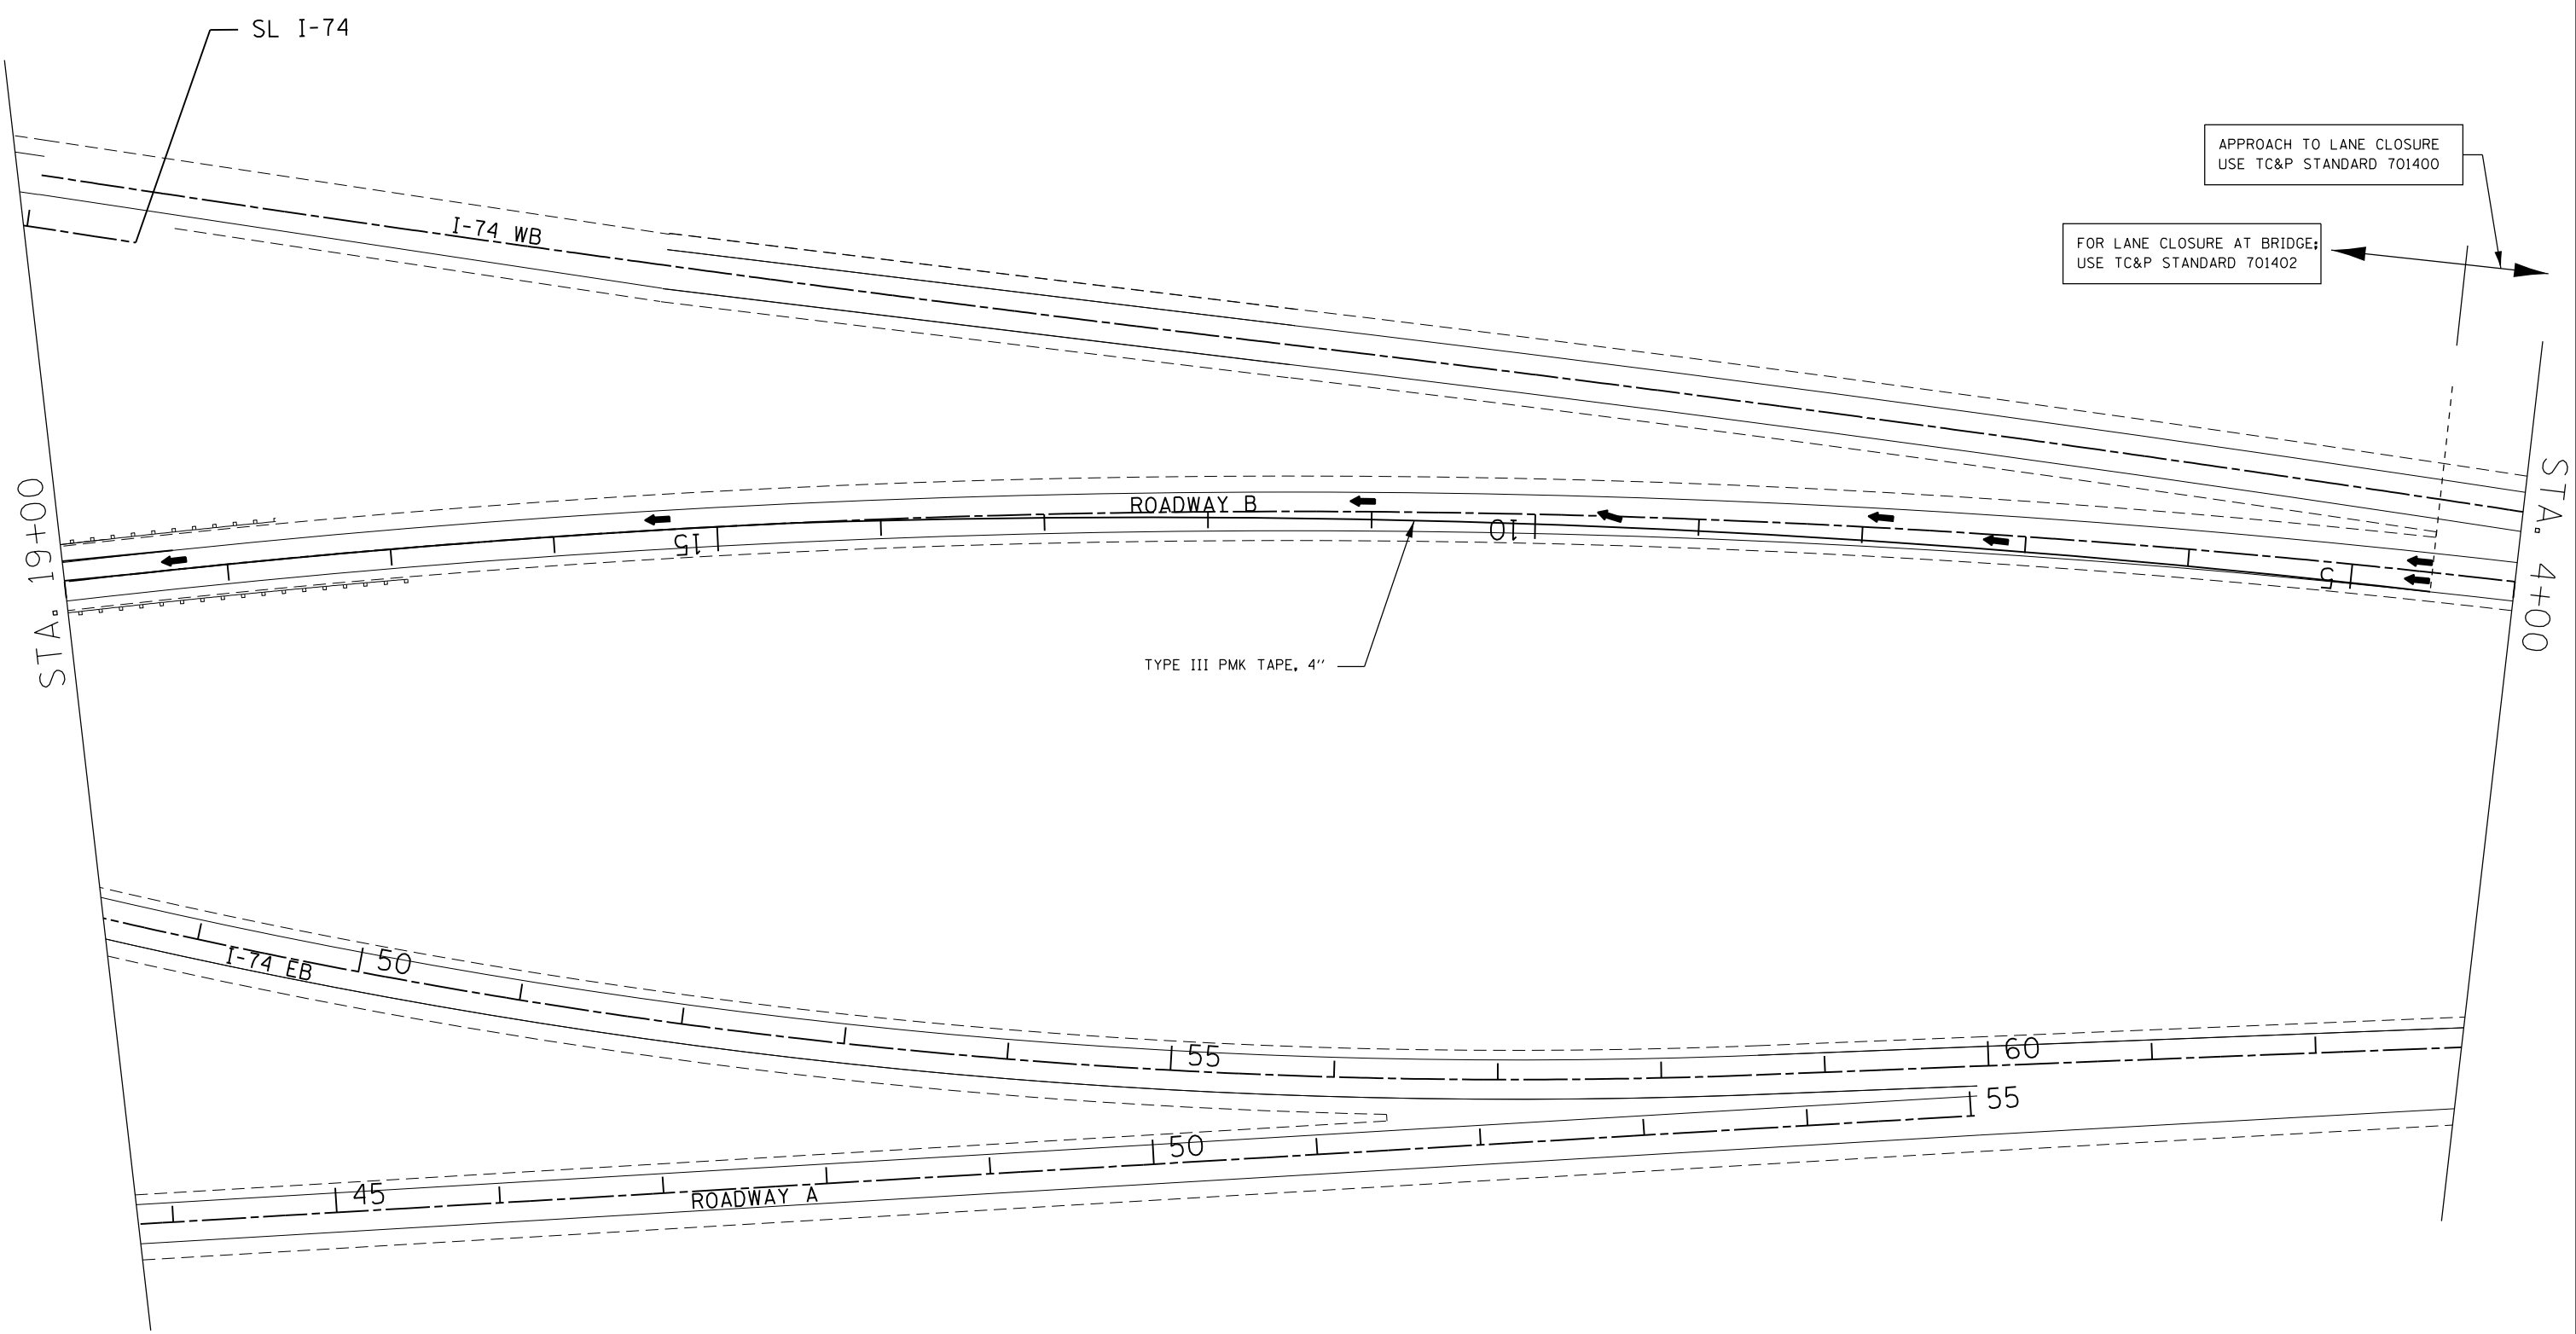 SL I-74
APPROACH TO LANE CLOSURE
USE TC&P STANDARD 701400
FOR LANE CLOSURE AT BRIDGE;
USE TC&P STANDARD 701402
I-74 WB
STA. 19+00
STA. 4+00
ROADWAY B
15
10
5
TYPE III PMK TAPE, 4"
I-74 EB
50
55
60
55
50
45
ROADWAY A